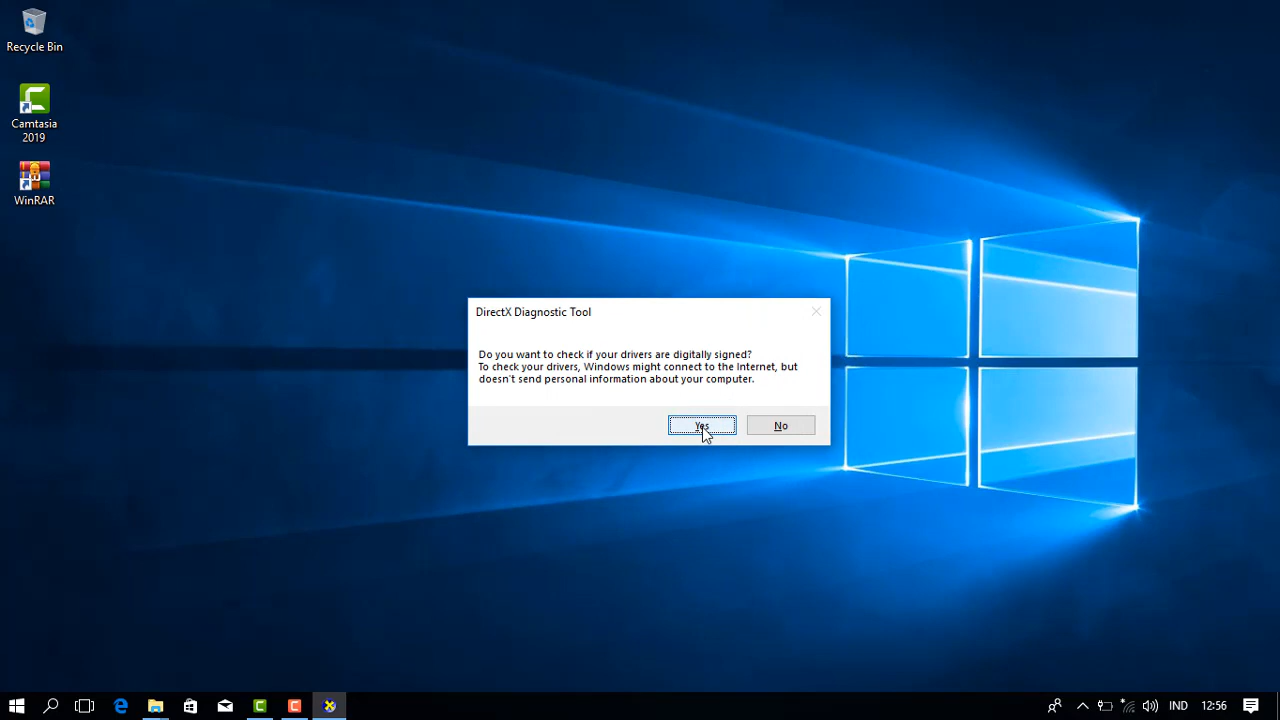 Recycle Bin
Camtasia
2019
WinRAR
DirectX Diagnostic Tool
Do you want to check if your drivers are digitally signed?
To check your drivers, Windows might connect to the Internet, but
doesn't send personal information about your computer.
Yes
No
IND
12:56